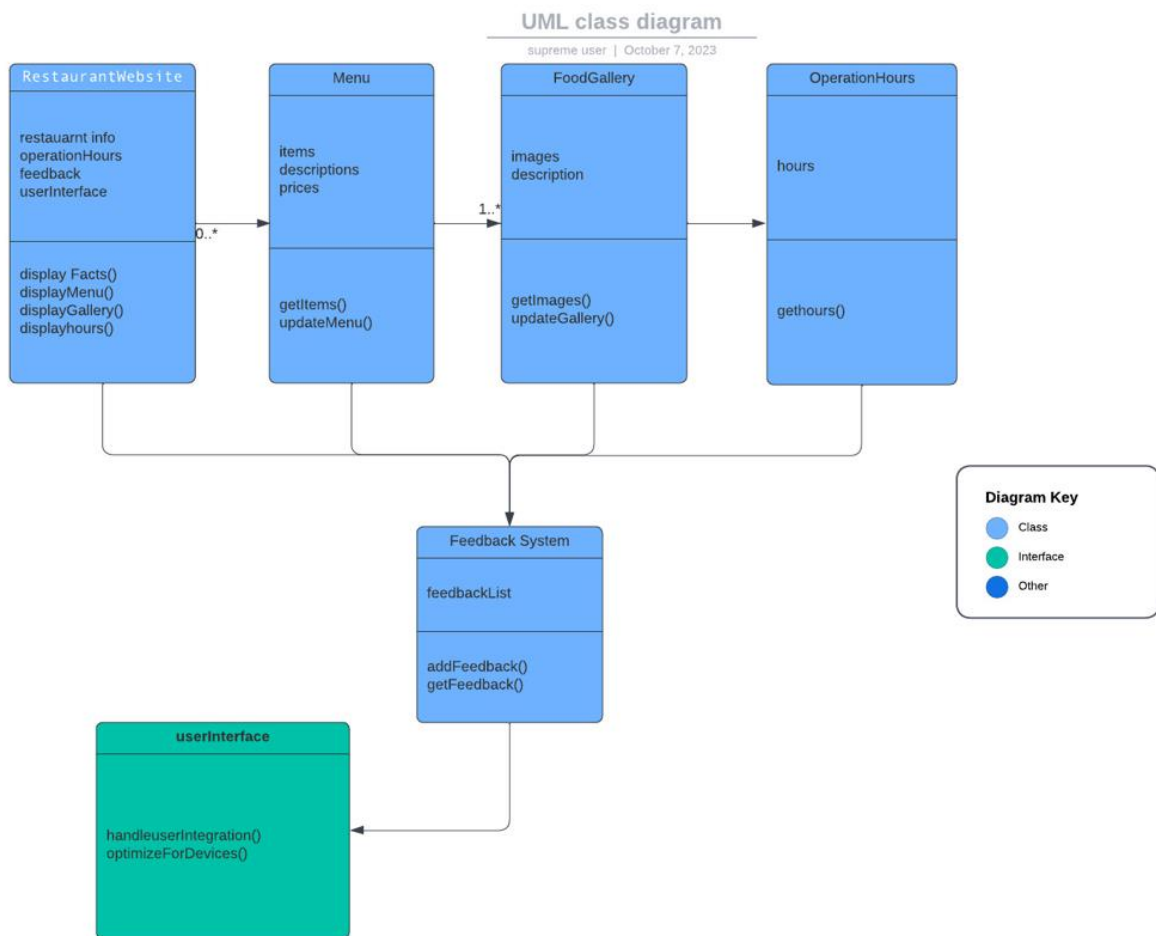 UML class diagram
supreme user | October 7, 2023
RestaurantWebsite
restauarnt info
operationHours
feedback
userInterface
display Facts()
displayMenu()
displayGallery()
displayhours()
0..*
Menu
items
descriptions
prices
getItems()
updateMenu()
1..*
FoodGallery
images
description
getImages()
updateGallery()
OperationHours
hours
gethours()
Feedback System
feedbackList
addFeedback()
getFeedback()
userInterface
handleuserIntegration()
optimizeForDevices()
Diagram Key
Class
Interface
Other